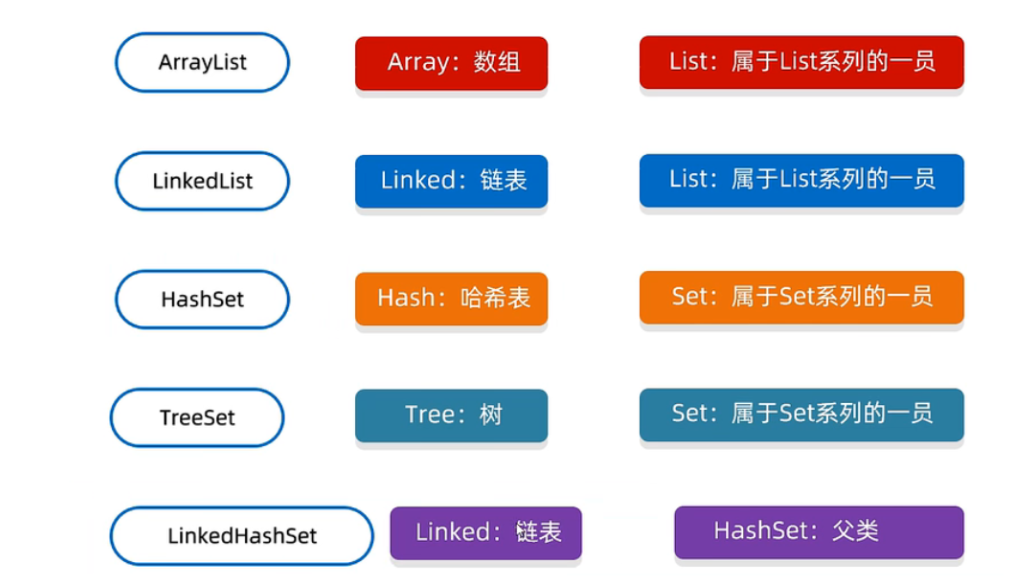 ArrayList Array：数组 List：属于List系列的一员
LinkedList Linked：链表 List：属于List系列的一员
HashSet Hash：哈希表 Set：属于Set系列的一员
TreeSet Tree：树 Set：属于Set系列的一员
LinkedHashSet Linked：链表 HashSet：父类